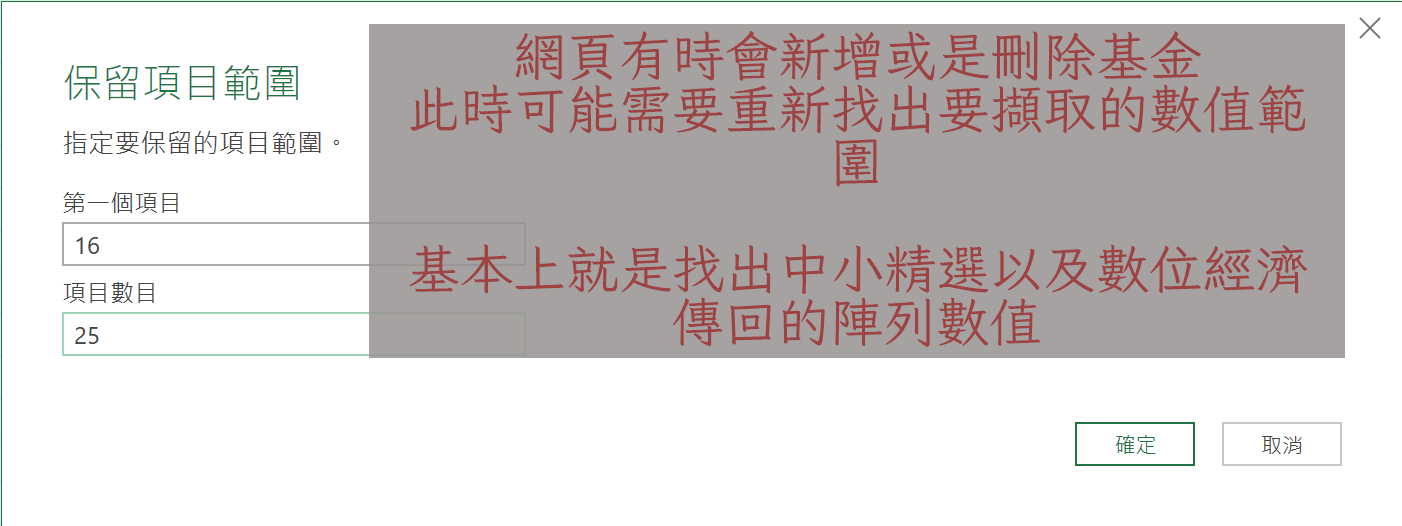 保留項目範圍
指定要保留的項目範圍。
第一個項目
16
項目數目
25
網頁有時會新增或是刪除基金
此時可能需要重新找出要擷取的數值範
圍
基本上就是找出中小精選以及數位經濟
傳回的陣列數值
確定
取消